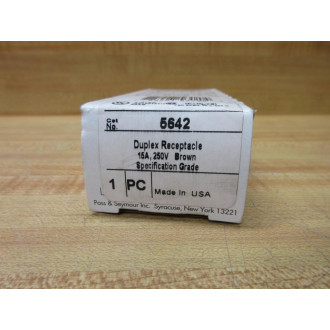 Cat
No. 5642
Duplex Receptacle
15A, 250V Brown
Specification Grade
1 PC Made in USA
Pass & Seymour Inc. Syracuse, New York 13221